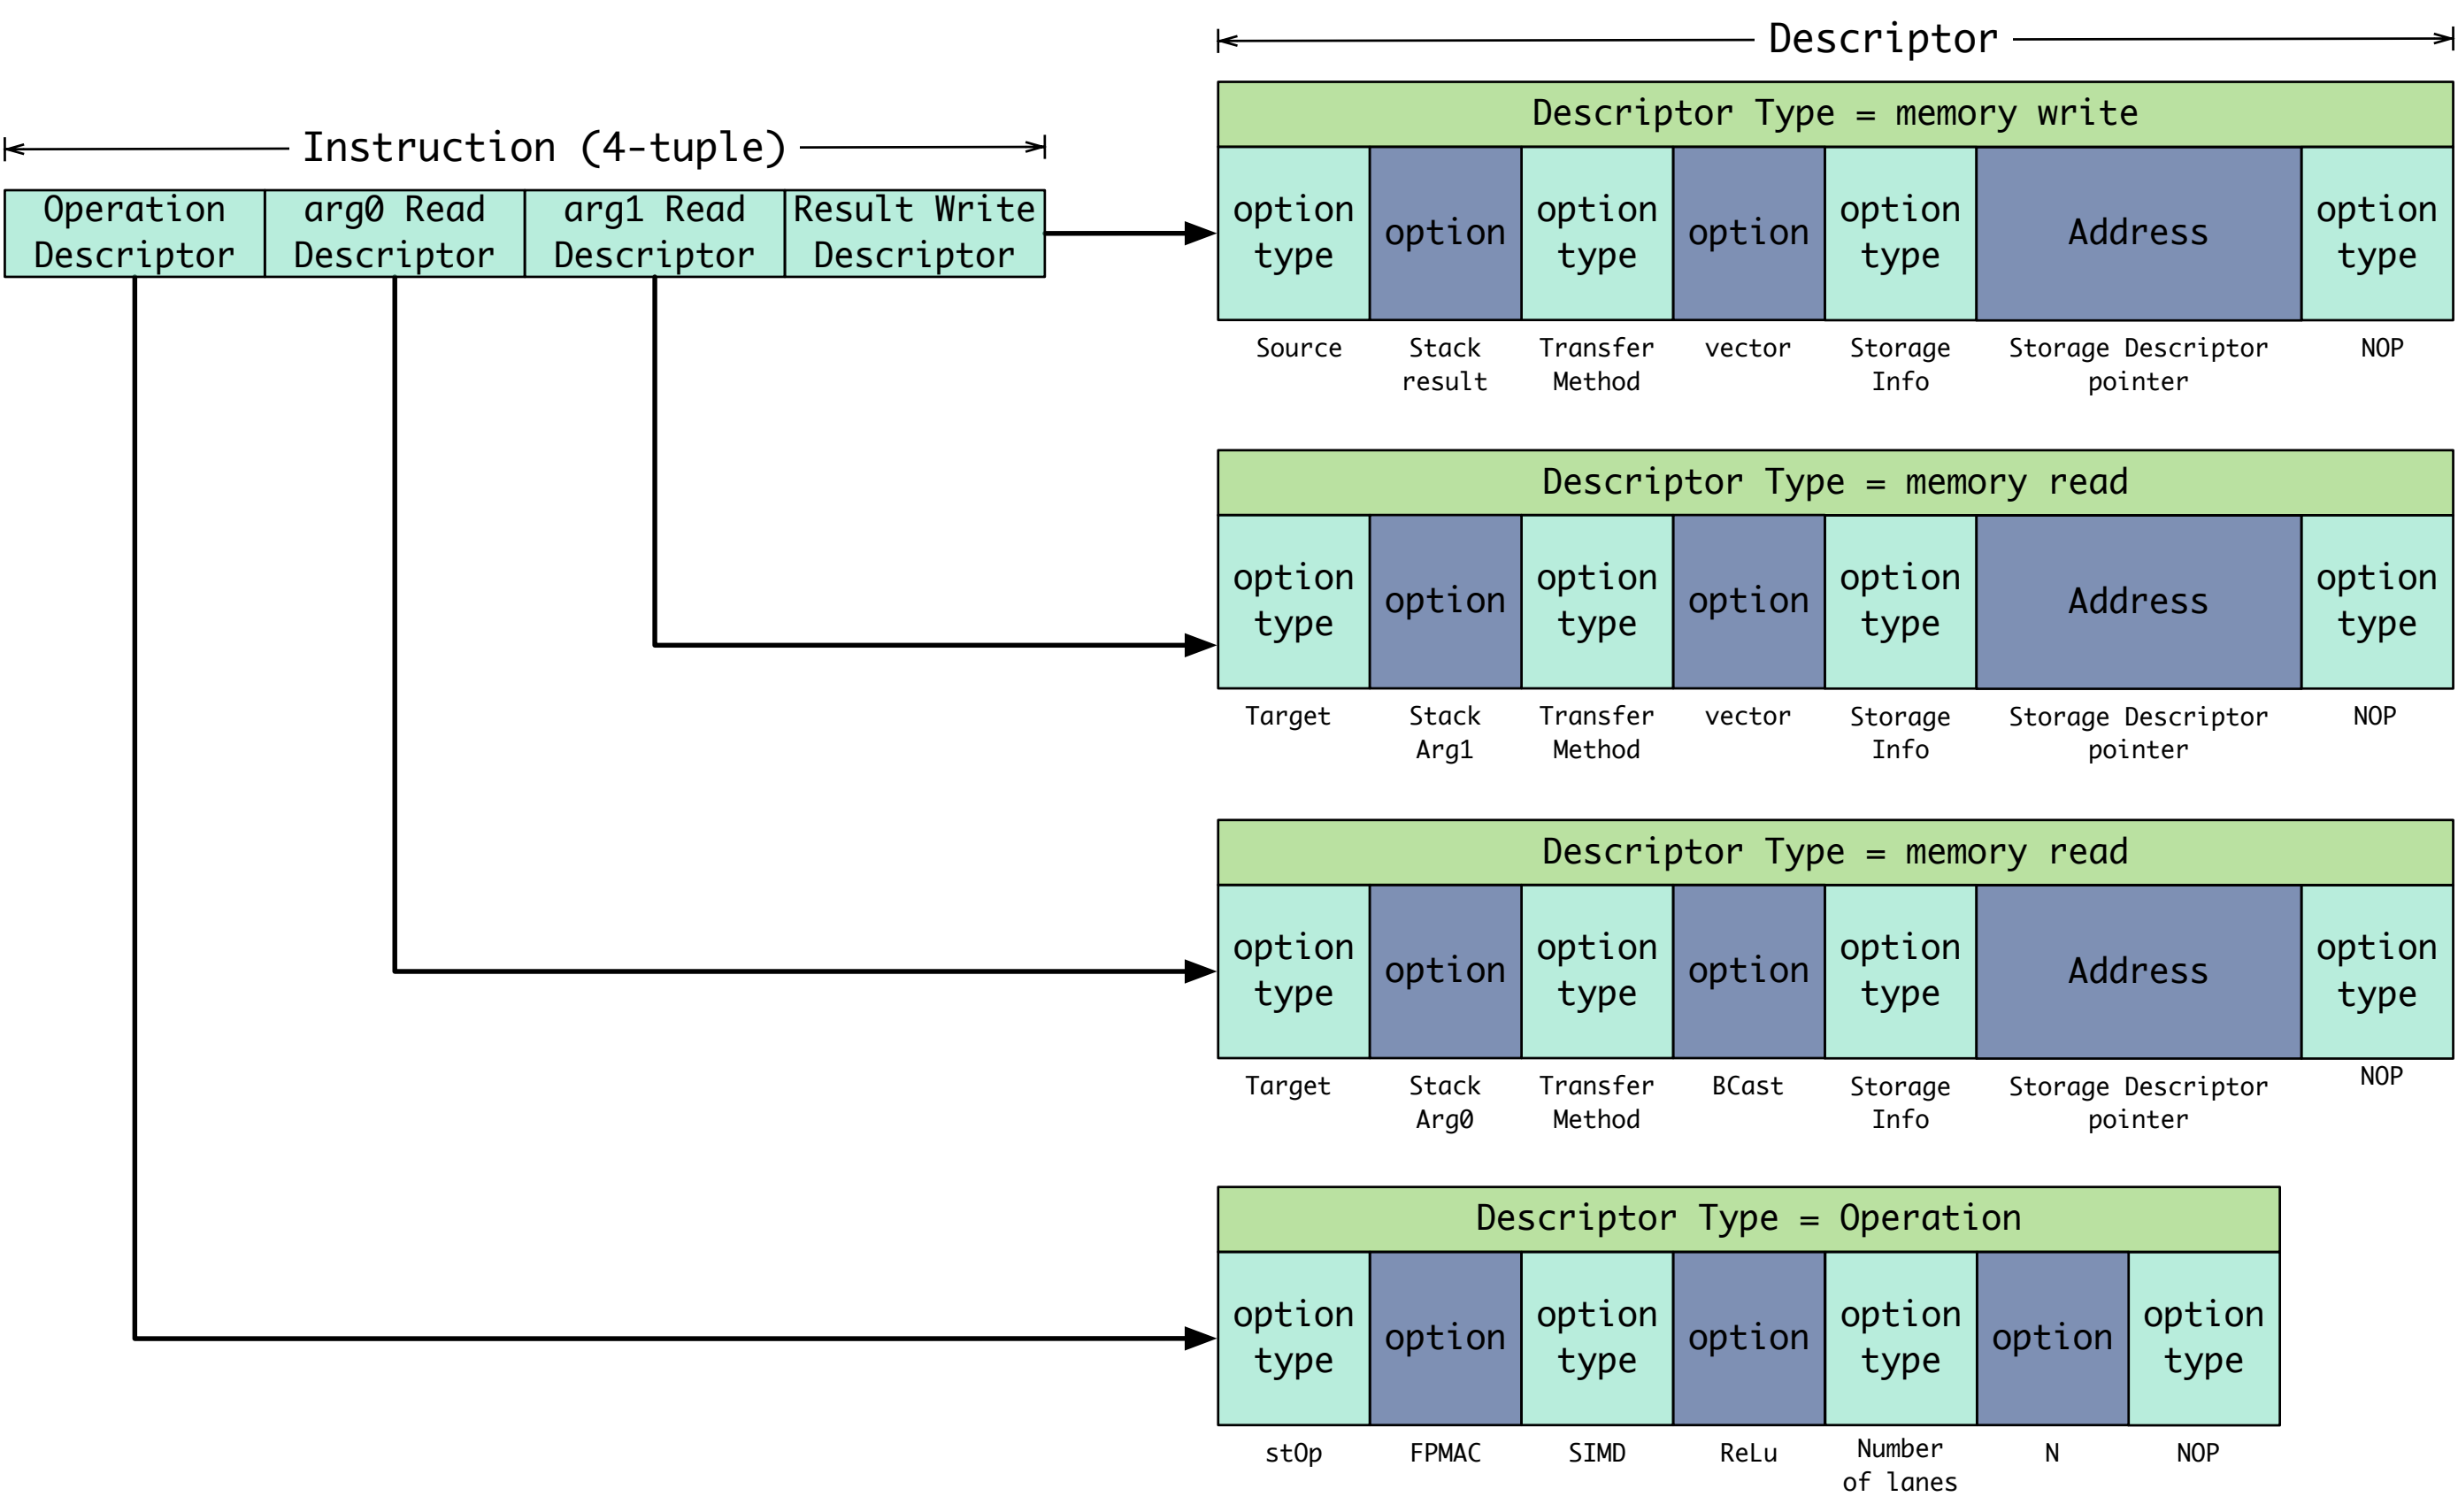 Descriptor
Instruction (4-tuple)
Operation
Descriptor
arg0 Read
Descriptor
arg1 Read
Descriptor
Result Write
Descriptor
Descriptor Type = memory write
option
type
option
option
type
option
option
type
Address
option
type
Source
Stack
result
Transfer
Method
vector
Storage
Info
Storage Descriptor
pointer
NOP
Descriptor Type = memory read
option
type
option
option
type
option
option
type
Address
option
type
Target
Stack
Arg1
Transfer
Method
vector
Storage
Info
Storage Descriptor
pointer
NOP
Descriptor Type = memory read
option
type
option
option
type
option
option
type
Address
option
type
Target
Stack
Arg0
Transfer
Method
BCast
Storage
Info
Storage Descriptor
pointer
NOP
Descriptor Type = Operation
option
type
option
option
type
option
option
type
option
option
type
stOp
FPMAC
SIMD
ReLu
Number
of lanes
N
NOP